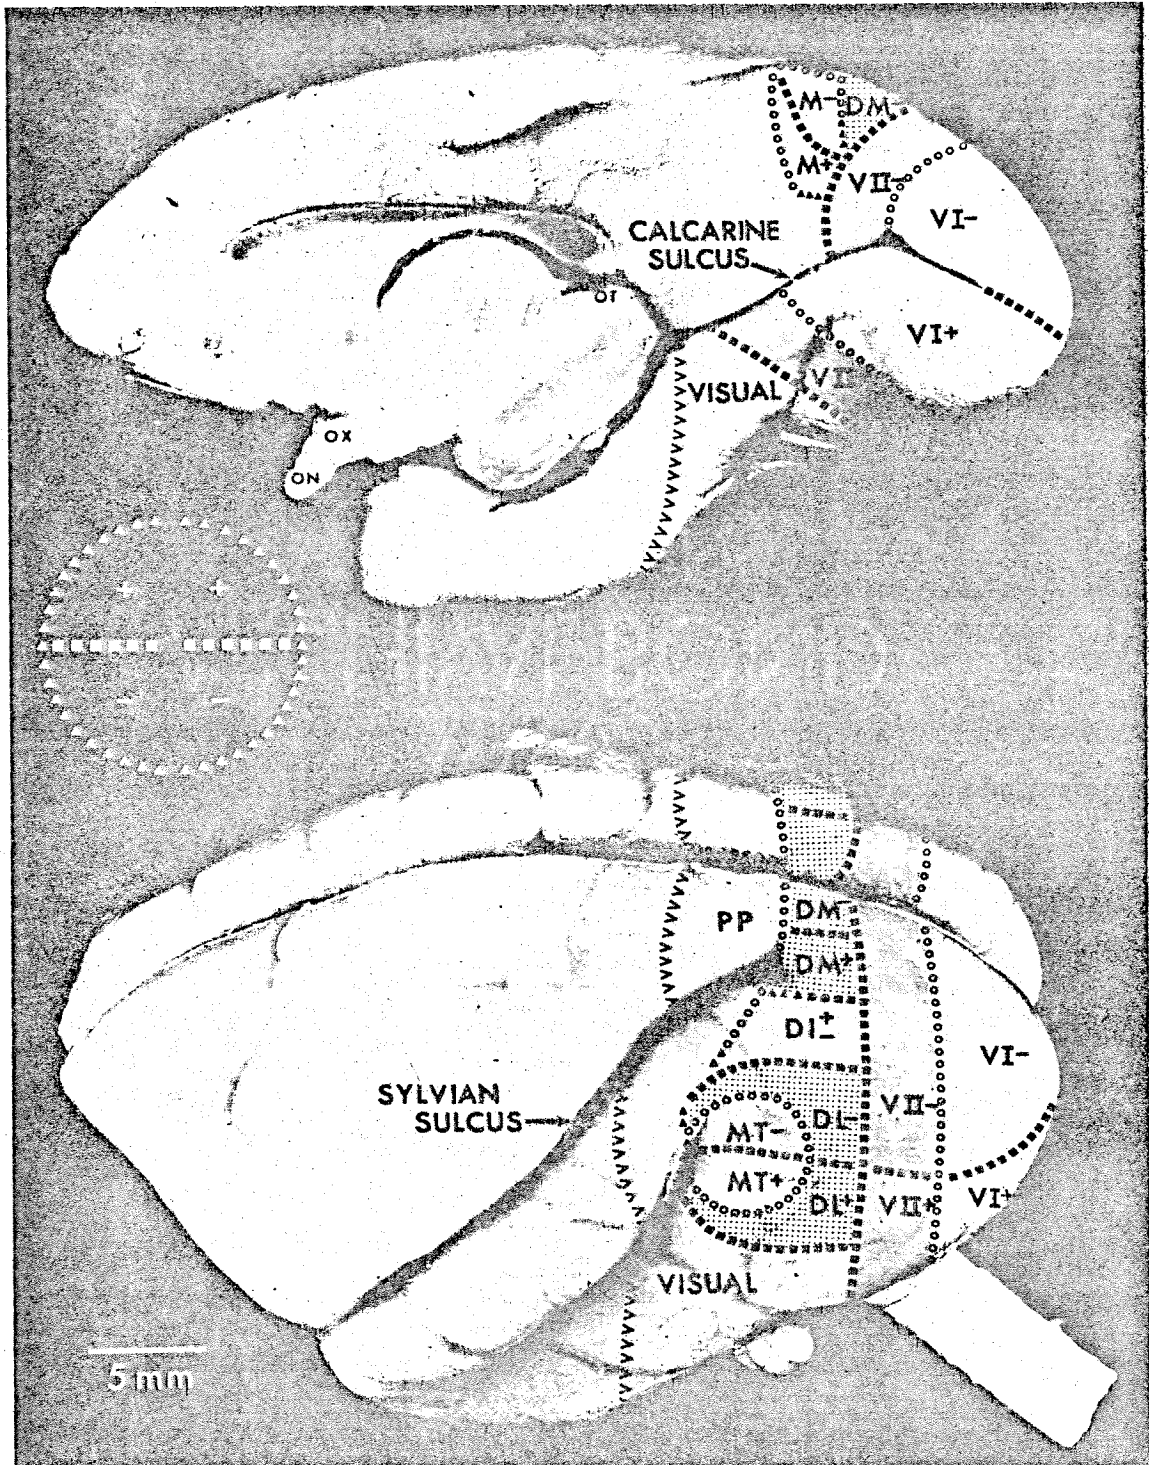 M- DM-
M+
VII-
VI-
CALCARINE
SULCUS
OT
VI+
VISUAL
VII
OX
ON
+ +
- -
DM-
PP
DM+
DI±
VI-
SYLVIAN
SULCUS
DL-
VII-
MT-
MT+
DL+
VII+
VI+
VISUAL
5 mm